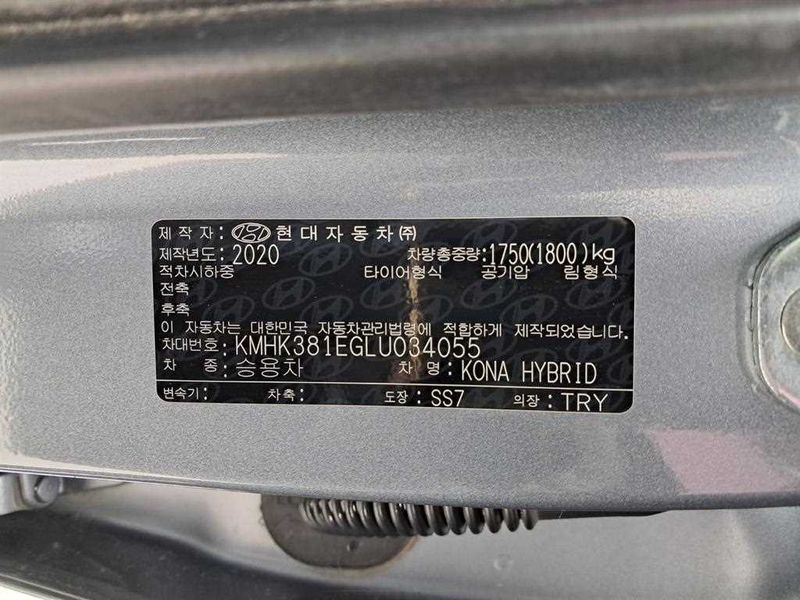 제 작 자 : 현대자동차㈜
제작년도 : 2020 차량총중량 : 1750(1800)kg
적차시하중 타이어형식 공기압 림형식
전축
후축
이 자동차는 대한민국 자동차관리법령에 적합하게 제작되었습니다.
차대번호 : KMHK381EGLU034055
차 종 : 승용차 차 명 : KONA HYBRID
변속기 : 차축 : 도장 : SS7 의장 : TRY